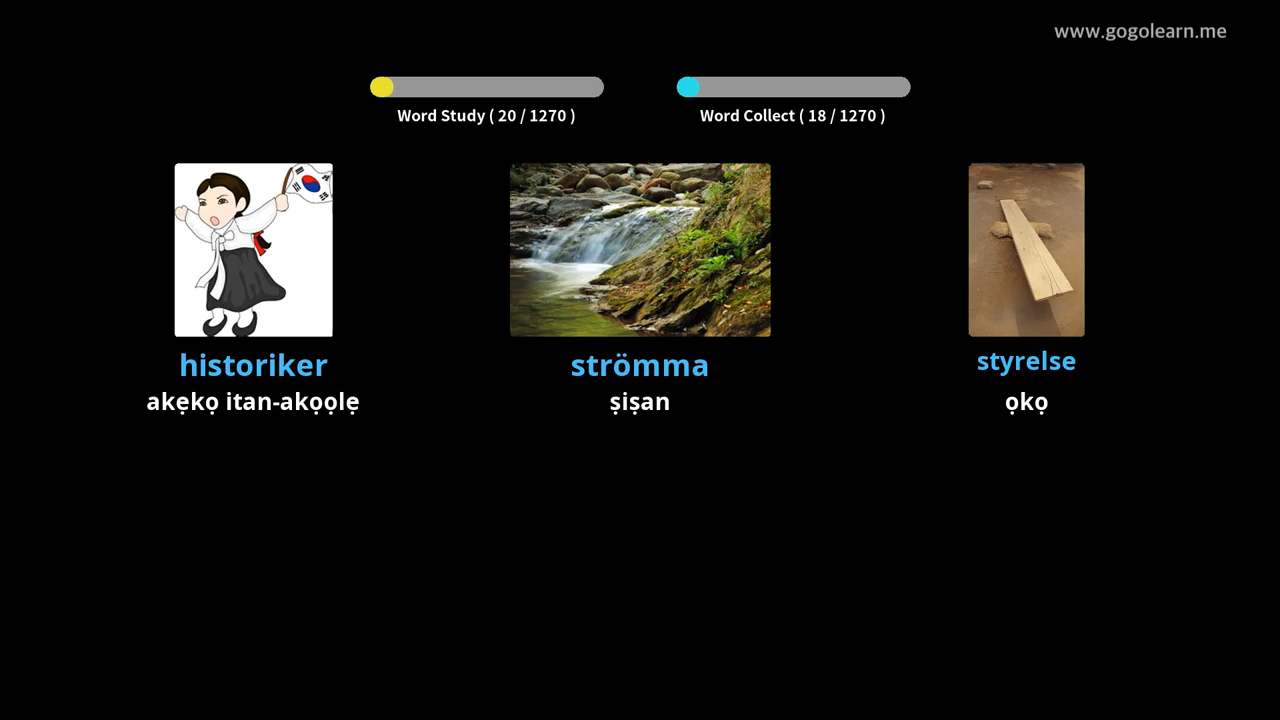 www.gogolearn.me
Word Study ( 20 / 1270 )
Word Collect ( 18 / 1270 )
historiker
strömma
styrelse
akẹkọ itan-akọọlẹ
ṣiṣan
ọkọ